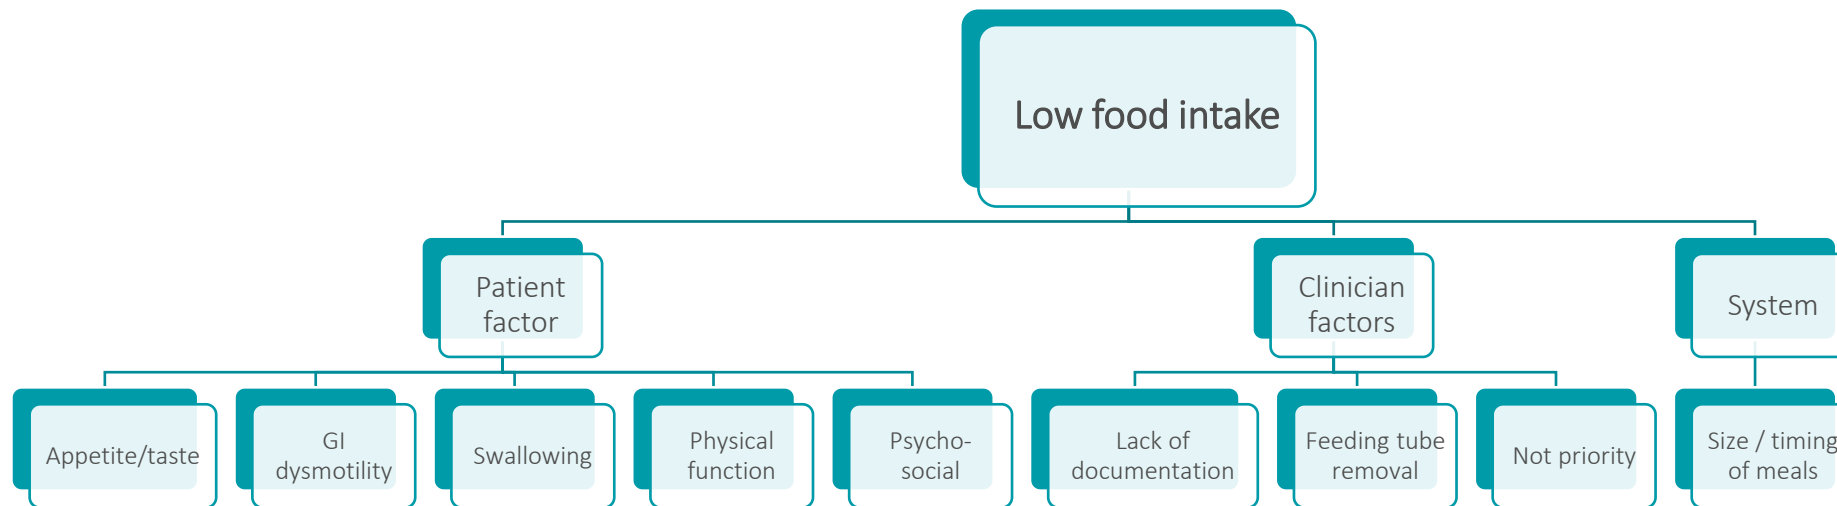 Low food intake
Patient
factor
Clinician
factors
System
Appetite/taste
GI
dysmotility
Swallowing
Physical
function
Psycho-
social
Lack of
documentation
Feeding tube
removal
Not priority
Size / timing
of meals